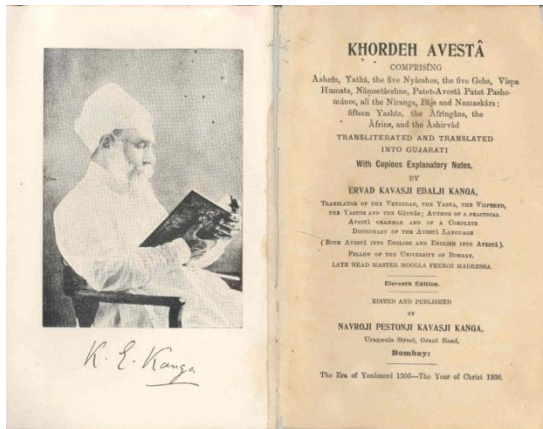 K. E. Kanga
KHORDEH AVESTÂ
COMPRISING
Ashem, Yathâ, the five Nyâeshes, the five Gehs, Vispa
Humata, Nâmsetâeshne, Patet-Avestâ Patet Pashe-
mânee, all the Nirangs, Bâjs and Namaskârs;
fifteen Yashts, the Âfringâns, the
Âfrins, and the Âshirvâd
TRANSLITERATED AND TRANSLATED
INTO GUJARATI
With Copious Explanatory Notes,
BY
ERVAD KAVASJI EDALJI KANGA,
TRANSLATOR OF THE VENDIDAD, THE YASNA, THE VISPERED,
THE YASHTS AND THE GÂTHÂS; AUTHOR OF A PRACTICAL
AVESTÂ GRAMMAR AND OF A COMPLETE
DICTIONARY OF THE AVESTÂ LANGUAGE
(BOTH AVESTÂ INTO ENGLISH AND ENGLISH INTO AVESTÂ).
FELLOW OF THE UNIVERSITY OF BOMBAY.
LATE HEAD MASTER MOOLLA FEEROZ MADRESSA.
Eleventh Edition.
EDITED AND PUBLISHED
BY
NAVROJI PESTONJI KAVASJI KANGA,
Street, Grant Road,
Bombay:
The Era of Yezdezard 1305—The Year of Christ 1936.